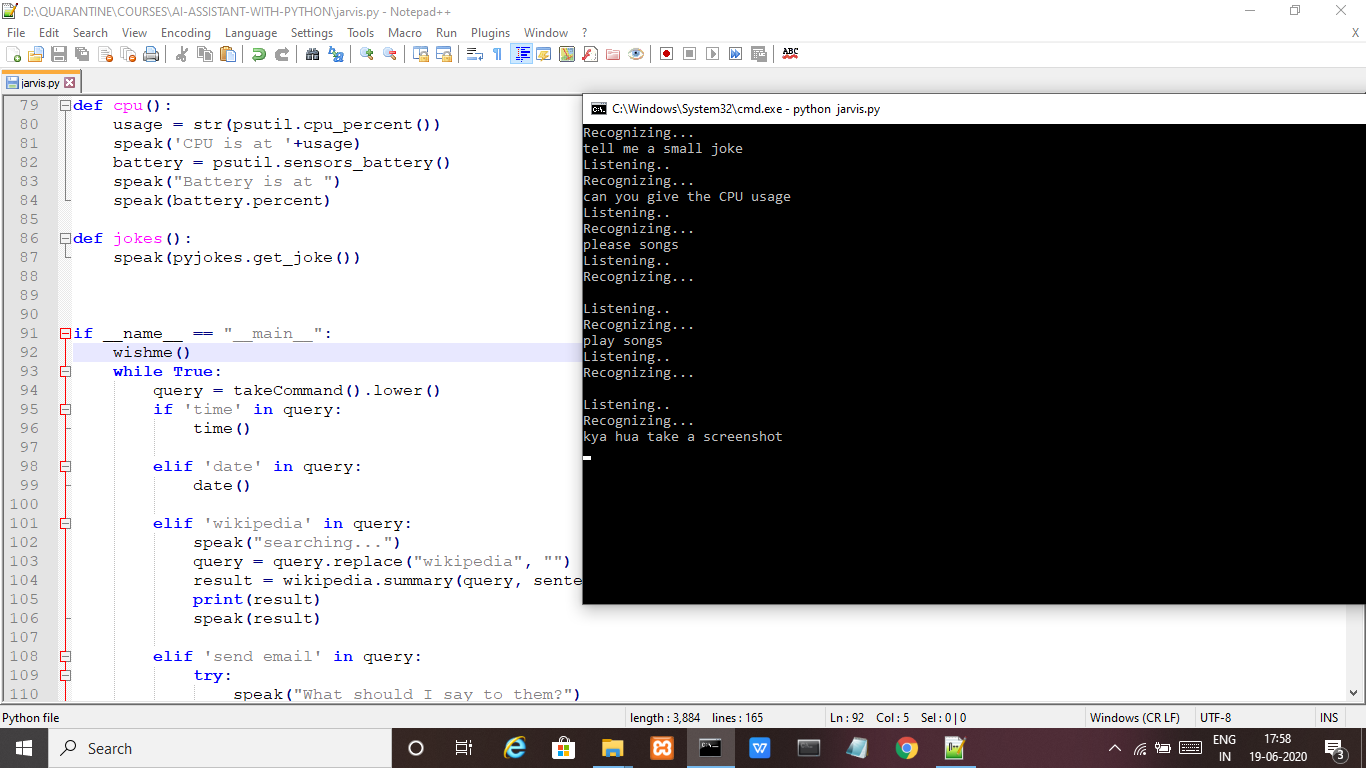 D:\QUARANTINE\COURSES\AI-ASSISTANT-WITH-PYTHON\jarvis.py - Notepad++
File Edit Search View Encoding Language Settings Tools Macro Run Plugins Window ? X
ABC
jarvis.py
79 def cpu():
80 usage = str(psutil.cpu_percent())
81 speak('CPU is at '+usage)
82 battery = psutil.sensors_battery()
83 speak("Battery is at ")
84 speak(battery.percent)
85
86 def jokes():
87 speak(pyjokes.get_joke())
88
89
90
91 if __name__ == "__main__":
92 wishme()
93 while True:
94 query = takeCommand().lower()
95 if 'time' in query:
96 time()
97
98 elif 'date' in query:
99 date()
100
101 elif 'wikipedia' in query:
102 speak("searching...")
103 query = query.replace("wikipedia", "")
104 result = wikipedia.summary(query, sente
105 print(result)
106 speak(result)
107
108 elif 'send email' in query:
109 try:
110 speak("What should I say to them?")
C:\Windows\System32\cmd.exe - python jarvis.py
Recognizing...
tell me a small joke
Listening..
Recognizing...
can you give the CPU usage
Listening..
Recognizing...
please songs
Listening..
Recognizing...
Listening..
Recognizing...
play songs
Listening..
Recognizing...
Listening..
Recognizing...
kya hua take a screenshot
Python file length : 3,884 lines : 165 Ln : 92 Col : 5 Sel : 0 | 0 Windows (CR LF) UTF-8 INS
Search
ENG
IN
17:58
19-06-2020
3